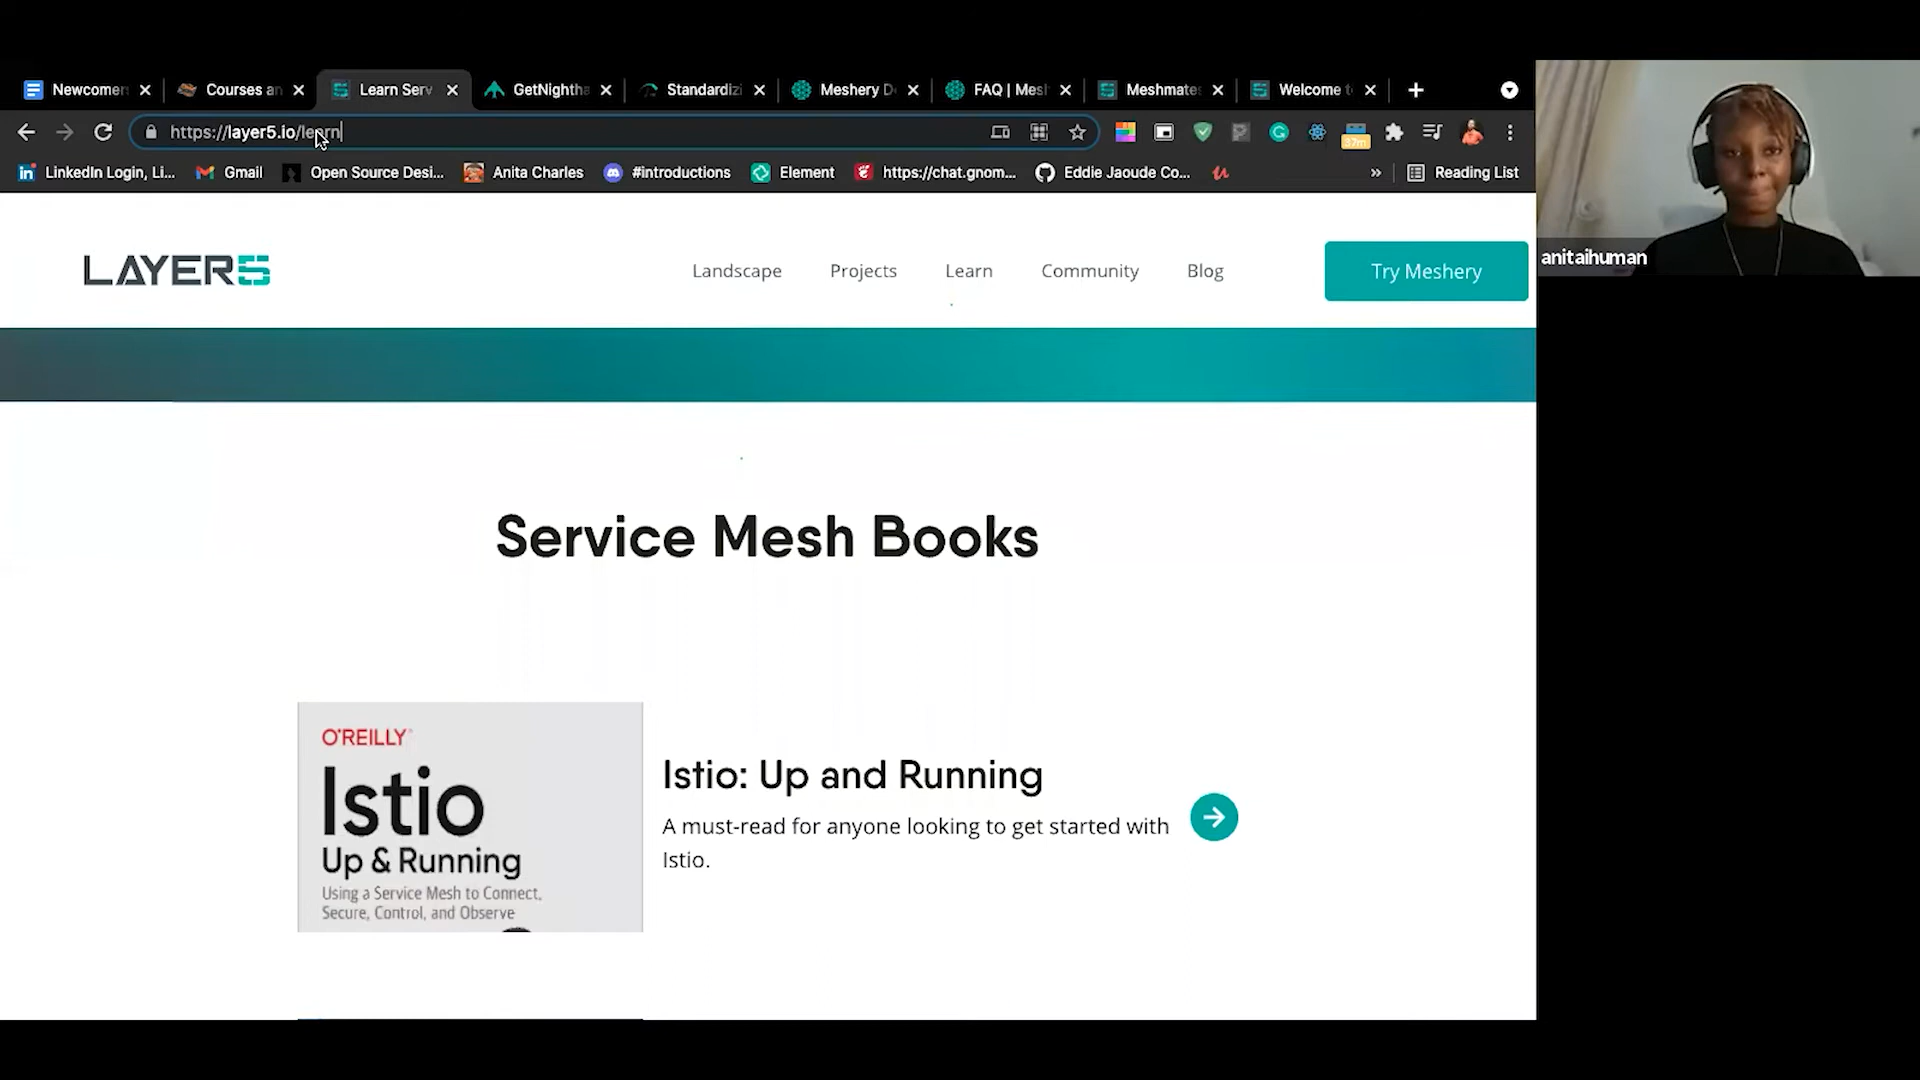 Newcomer
Courses an
Learn Serv
GetNightha
Standardizi
Meshery D
FAQ | Mesh
Meshmate
Welcome t
https://layer5.io/learn
37m
LinkedIn Login, Li...
Gmail
Open Source Desi...
Anita Charles
#introductions
Element
https://chat.gnom...
Eddie Jaoude Co...
»
Reading List
LAYER5
Landscape
Projects
Learn
Community
Blog
Try Meshery
anitaihuman
Service Mesh Books
O'REILLY
Istio
Up & Running
Using a Service Mesh to Connect,
Secure, Control, and Observe
Istio: Up and Running
A must-read for anyone looking to get started with
Istio.